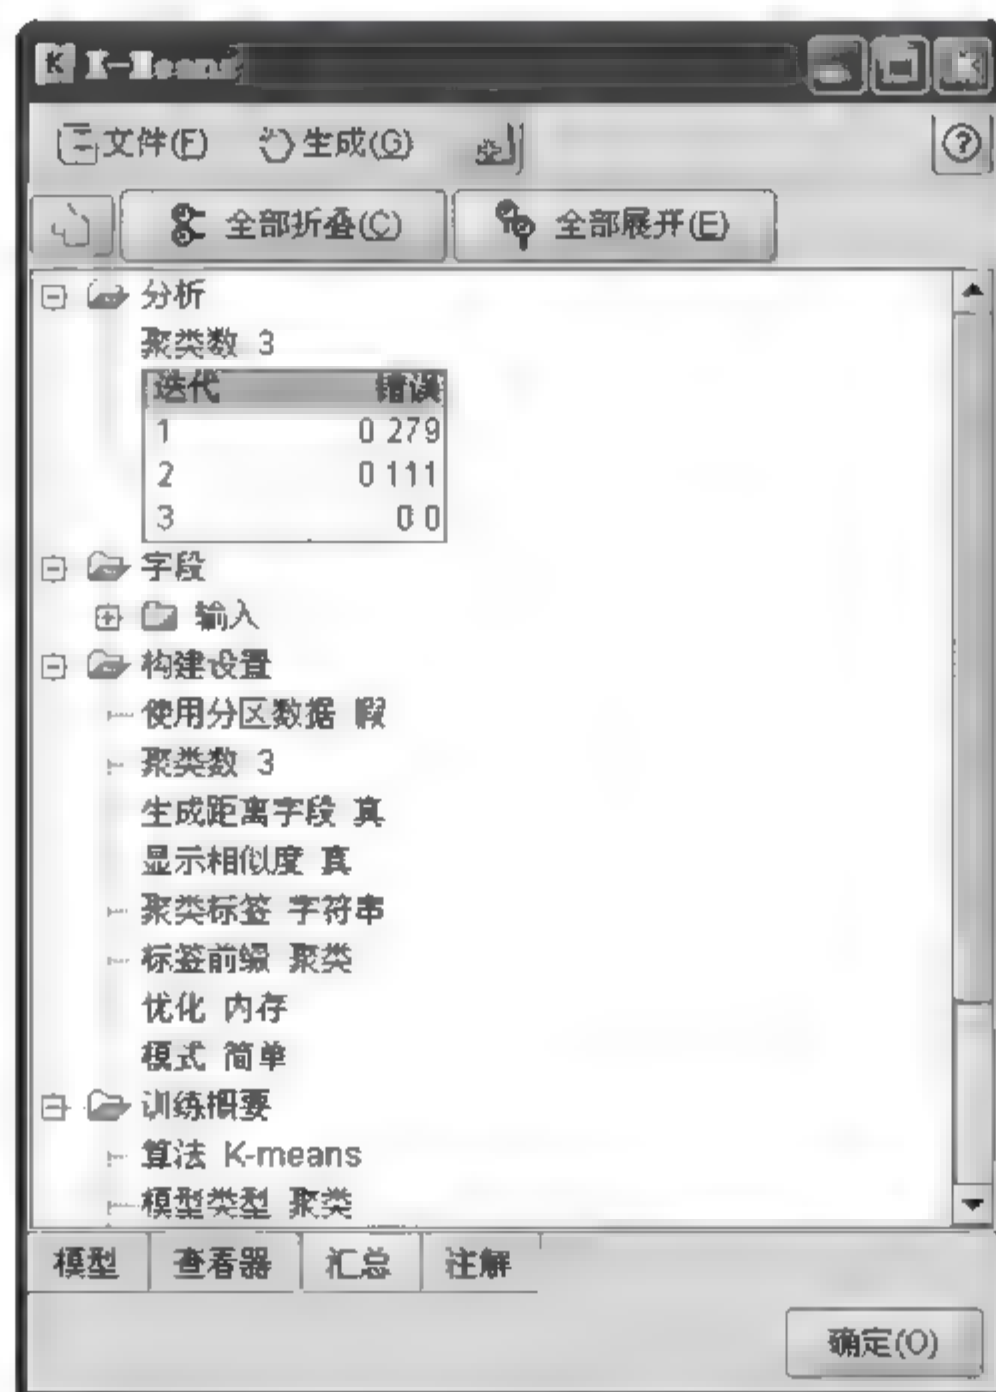 K-Means
文件(F) 生成(G)
全部折叠(C) 全部展开(E)
分析
聚类数 3
迭代 错误
1 0 279
2 0 111
3 0 0
字段
输入
构建设置
使用分区数据 假
聚类数 3
生成距离字段 真
显示相似度 真
聚类标签 字符串
标签前缀 聚类
优化 内存
模式 简单
训练概要
算法 K-means
模型类型 聚类
模型 查看器 汇总 注解
确定(O)